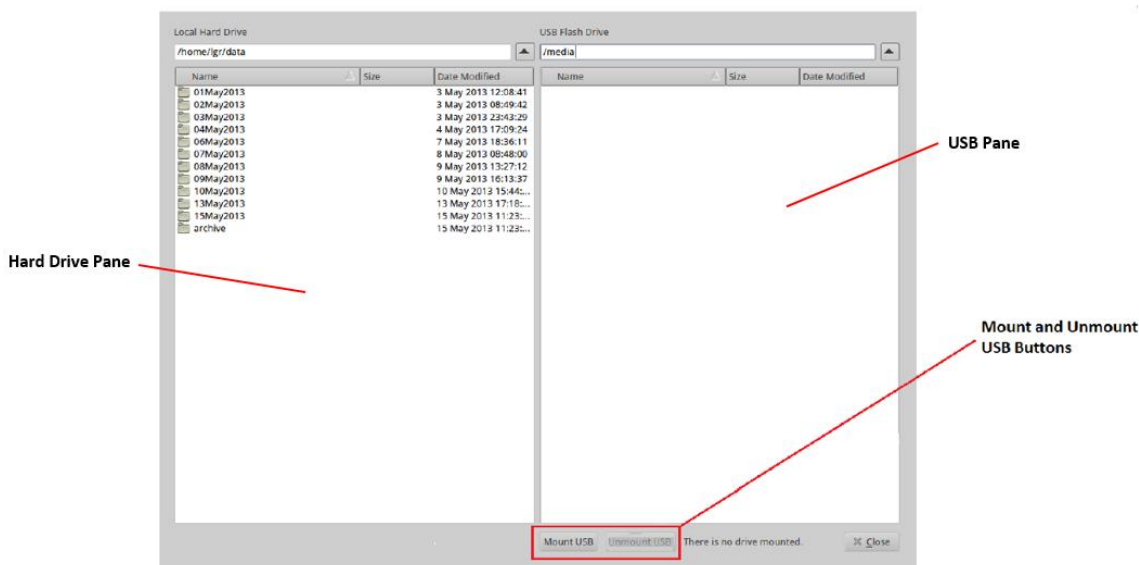 Local Hard Drive
/home/lgr/data
Name Size Date Modified
01May2013 3 May 2013 12:08:41
02May2013 3 May 2013 08:49:42
03May2013 3 May 2013 23:43:29
04May2013 4 May 2013 17:09:24
06May2013 7 May 2013 18:36:11
07May2013 8 May 2013 08:48:00
08May2013 9 May 2013 13:27:12
09May2013 9 May 2013 16:13:37
10May2013 10 May 2013 15:44:...
13May2013 13 May 2013 17:18:...
15May2013 15 May 2013 11:23:...
archive 15 May 2013 11:23:...
USB Flash Drive
/media
Name Size Date Modified
USB Pane
Hard Drive Pane
Mount and Unmount
USB Buttons
Mount USB Unmount USB There is no drive mounted. Close